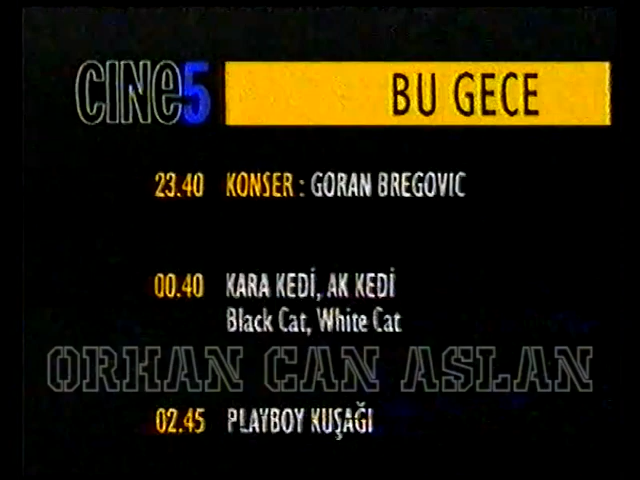 CINE5
BU GECE
23.40 KONSER : GORAN BREGOVIC
00.40 KARA KEDİ, AK KEDİ
Black Cat, White Cat
ORHAN CAN ASLAN
02.45 PLAYBOY KUŞAĞI